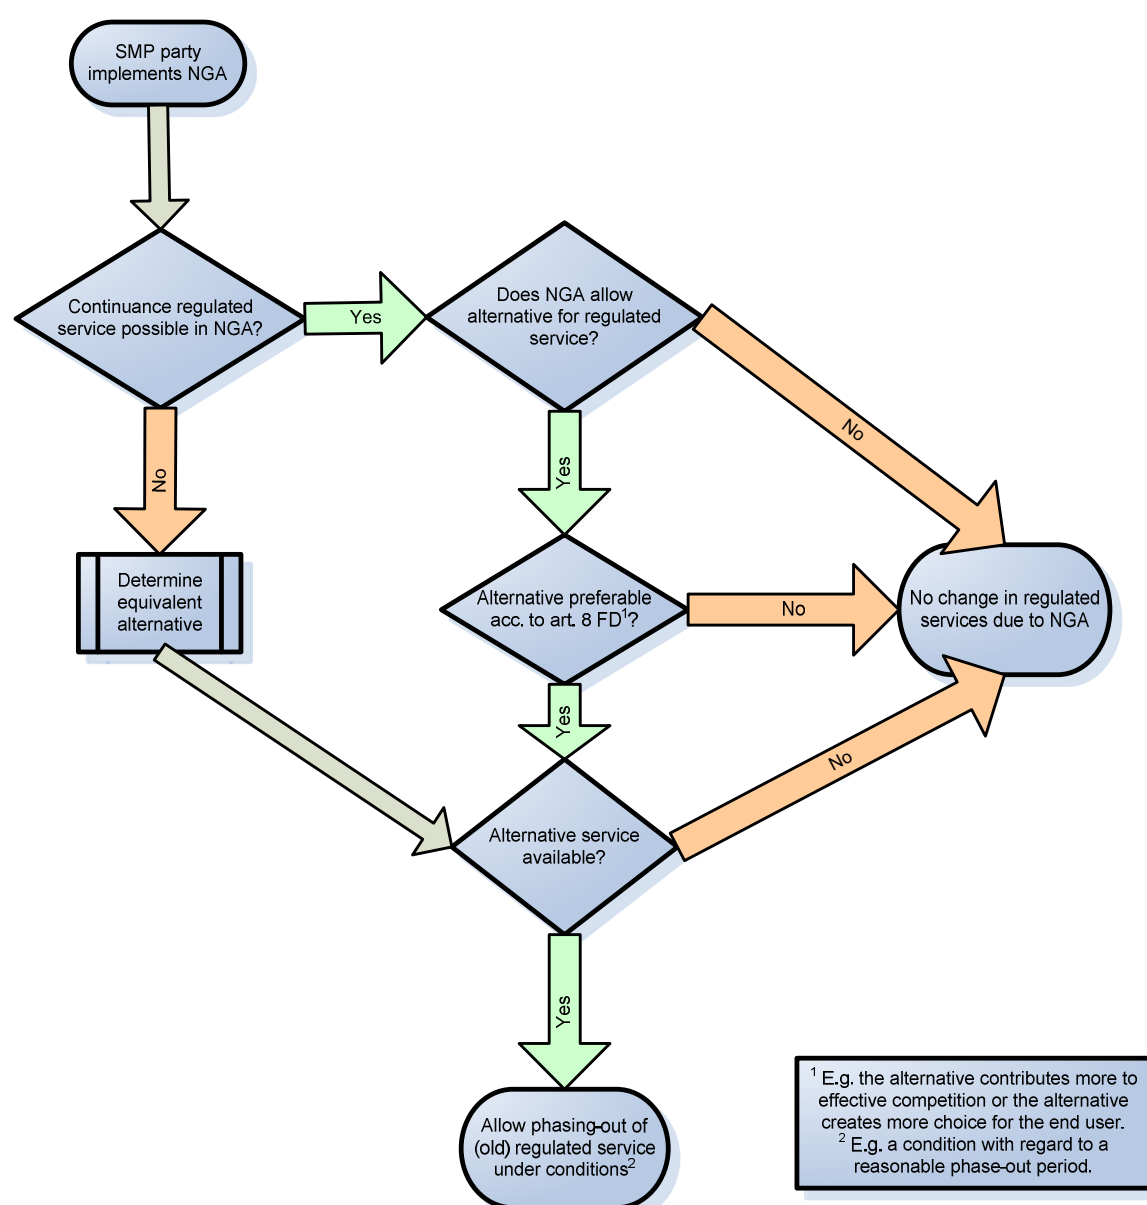 SMP party
implements NGA
Continuance regulated
service possible in NGA?
Yes
Does NGA allow
alternative for regulated
service?
No
No
Yes
Determine
equivalent
alternative
Alternative preferable
acc. to art. 8 FD¹?
No
No change in regulated
services due to NGA
Yes
Alternative service
available?
No
Yes
Allow phasing-out of
(old) regulated service
under conditions²
¹ E.g. the alternative contributes more to
effective competition or the alternative
creates more choice for the end user.
² E.g. a condition with regard to a
reasonable phase-out period.